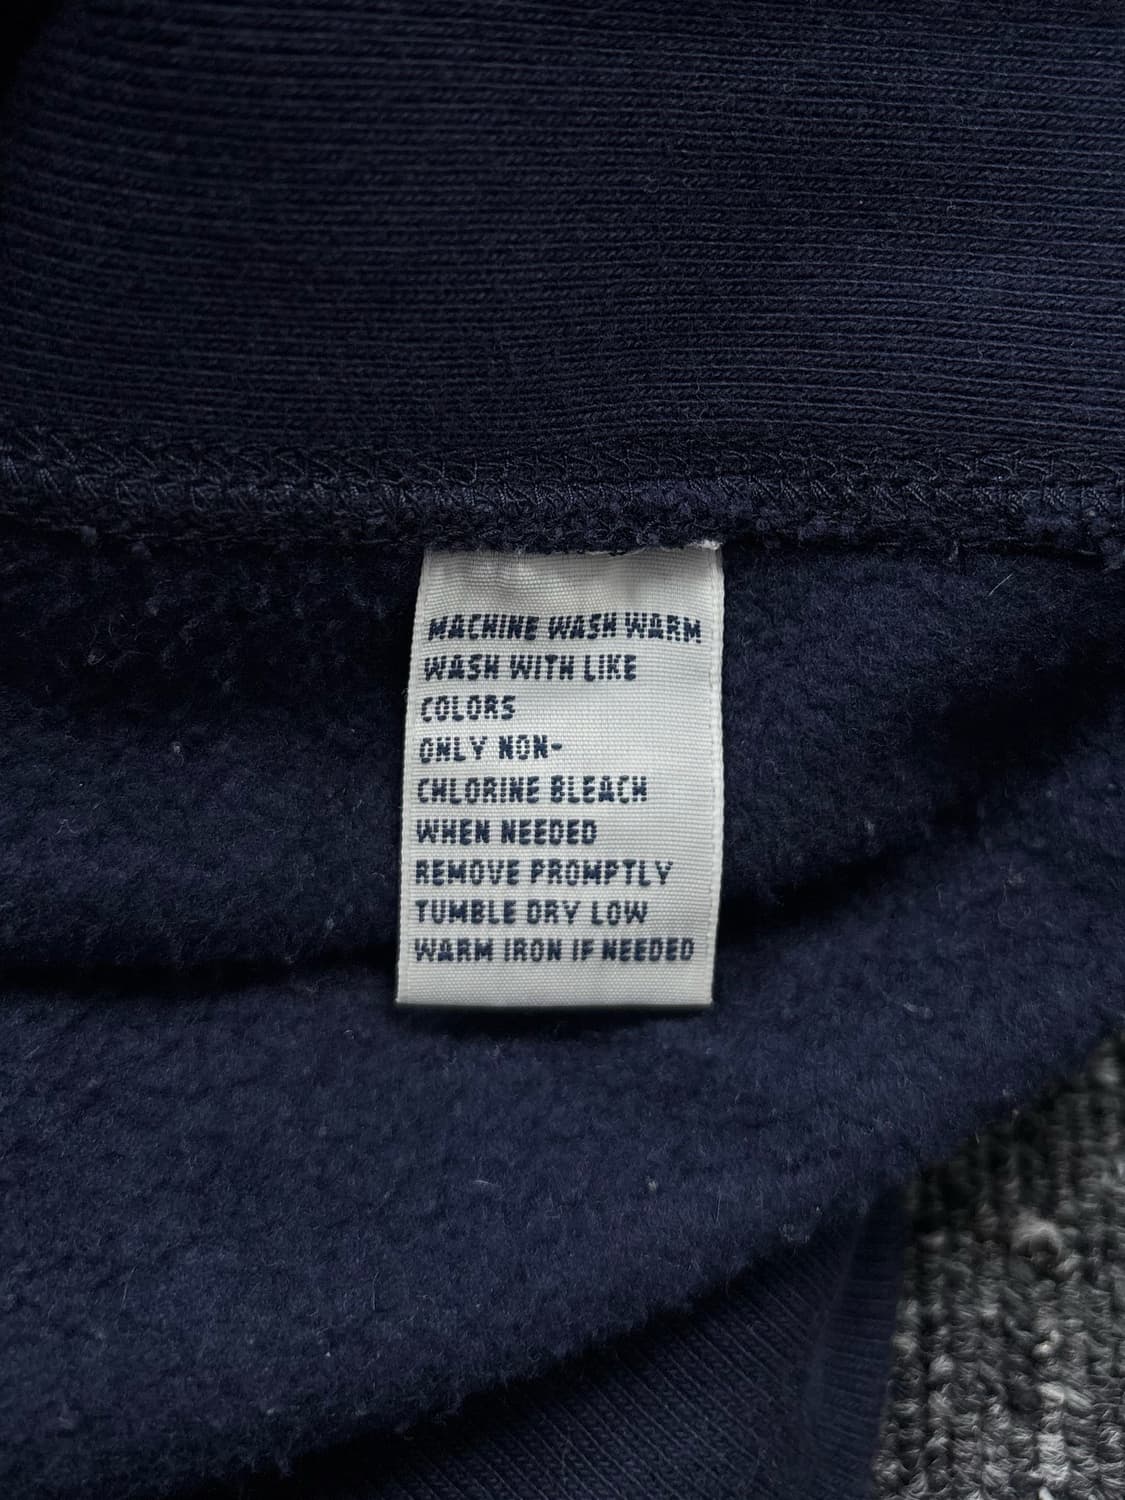 MACHINE WASH WARM
WASH WITH LIKE
COLORS
ONLY NON-
CHLORINE BLEACH
WHEN NEEDED
REMOVE PROMPTLY
TUMBLE DRY LOW
WARM IRON IF NEEDED